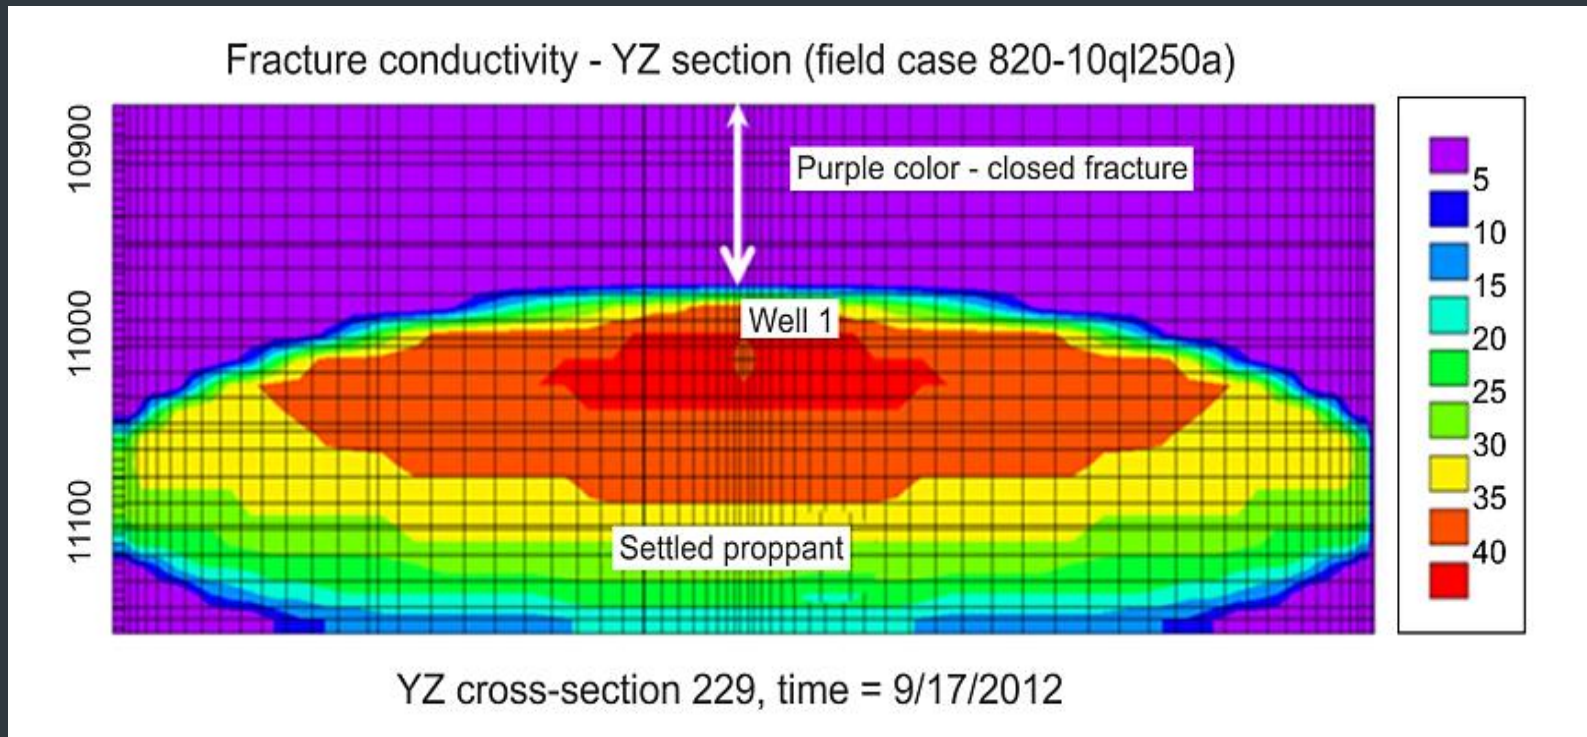 Fracture conductivity - YZ section (field case 820-10ql250a)
10900
11000
11100
Purple color - closed fracture
Well 1
Settled proppant
5
10
15
20
25
30
35
40
YZ cross-section 229, time = 9/17/2012